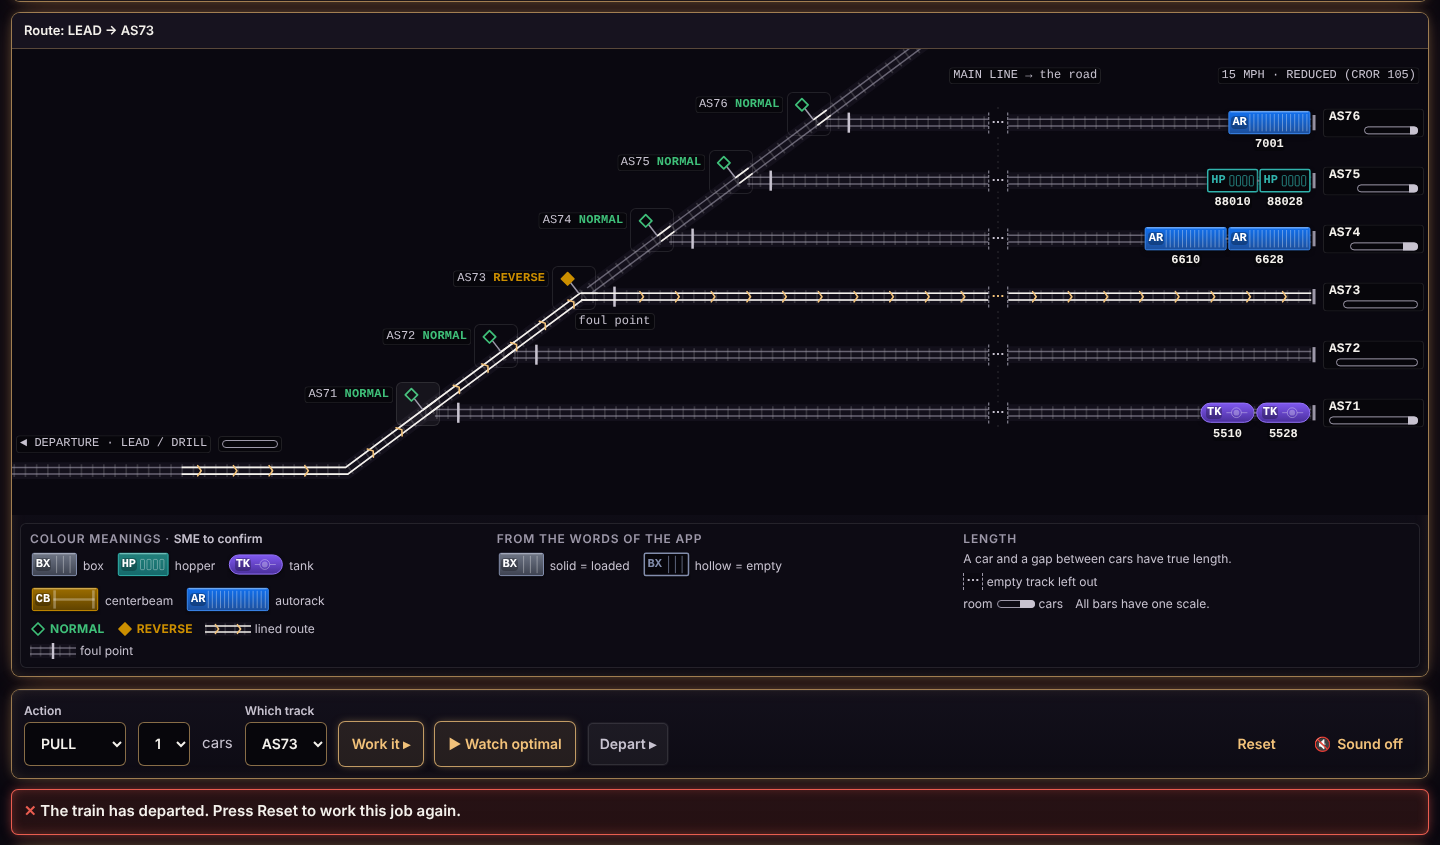 Route: LEAD → AS73
MAIN LINE → the road
15 MPH · REDUCED (CROR 105)
AS76 NORMAL
AR
7001
AS76
AS75 NORMAL
HP HP
88010 88028
AS75
AS74 NORMAL
AR AR
6610 6628
AS74
AS73 REVERSE
foul point
AS73
AS72 NORMAL
AS72
AS71 NORMAL
TK TK
5510 5528
AS71
◄ DEPARTURE · LEAD / DRILL
COLOUR MEANINGS · SME to confirm
BX box HP hopper TK tank
CB centerbeam AR autorack
NORMAL REVERSE lined route
foul point
FROM THE WORDS OF THE APP
BX solid = loaded BX hollow = empty
LENGTH
A car and a gap between cars have true length.
··· empty track left out
room cars All bars have one scale.
Action
Which track
PULL 1 cars AS73 Work it ▸ ▶ Watch optimal Depart ▸ Reset 🔇 Sound off
✕ The train has departed. Press Reset to work this job again.